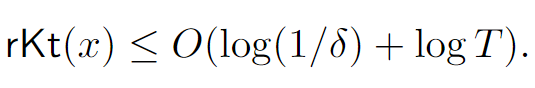 rKt(x) ≤ O(log(1/δ) + log T).